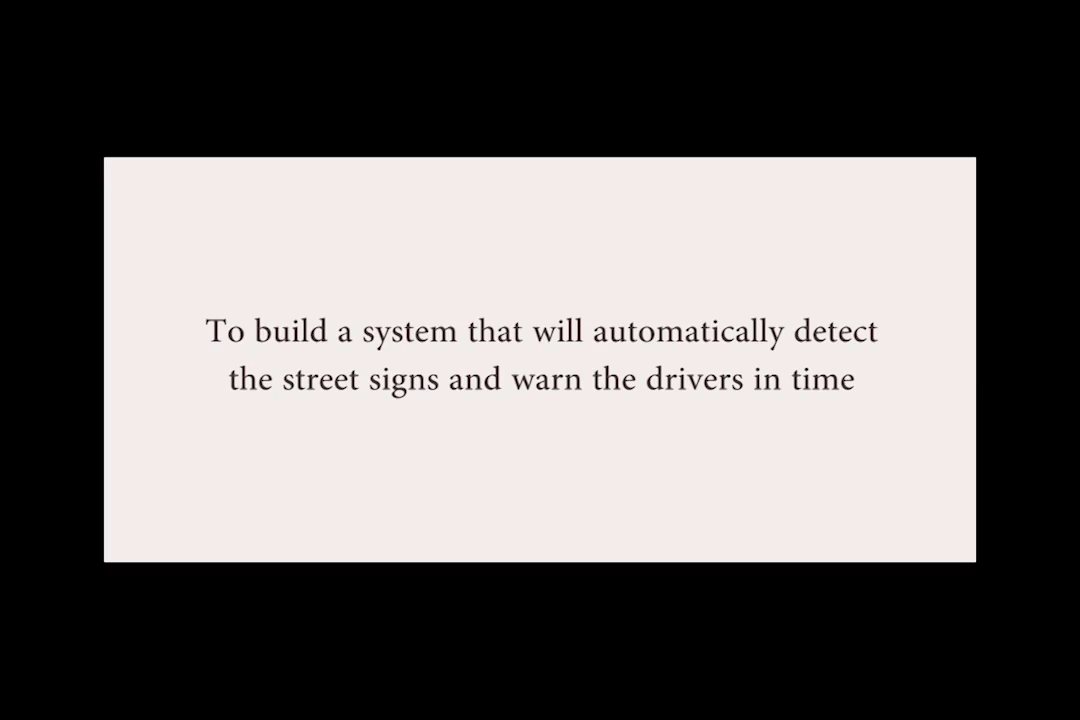 To build a system that will automatically detect
the street signs and warn the drivers in time